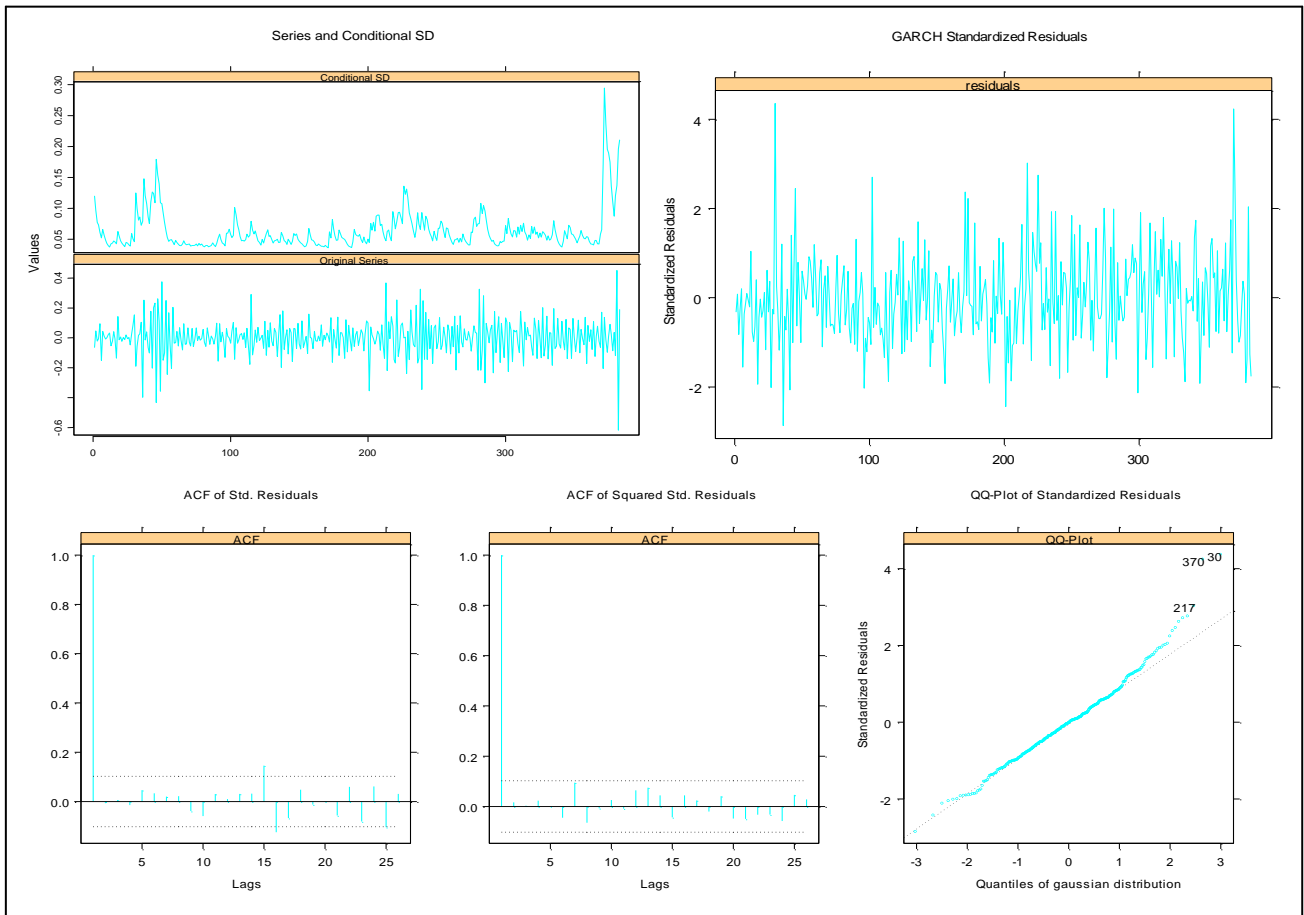 Series and Conditional SD
Conditional SD
0.30
0.25
0.20
0.15
0.10
0.05
Values
Original Series
0.4
0.2
0.0
-0.2
-0.6
0 100 200 300
GARCH Standardized Residuals
residuals
4
2
0
-2
Standardized Residuals
0 100 200 300
ACF of Std. Residuals
ACF
1.0
0.8
0.6
0.4
0.2
0.0
5 10 15 20 25
Lags
ACF of Squared Std. Residuals
ACF
1.0
0.8
0.6
0.4
0.2
0.0
5 10 15 20 25
Lags
QQ-Plot of Standardized Residuals
QQ-Plot
4
2
0
-2
Standardized Residuals
370 30
217
-3 -2 -1 0 1 2 3
Quantiles of gaussian distribution